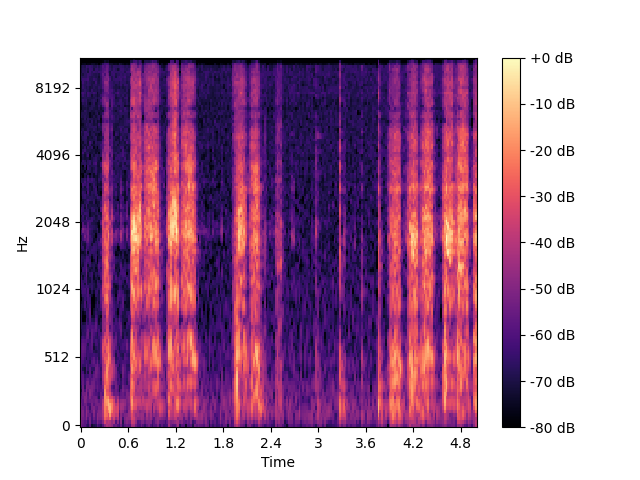 8192
4096
2048
1024
512
0
Hz
0 0.6 1.2 1.8 2.4 3 3.6 4.2 4.8
Time
+0 dB
-10 dB
-20 dB
-30 dB
-40 dB
-50 dB
-60 dB
-70 dB
-80 dB